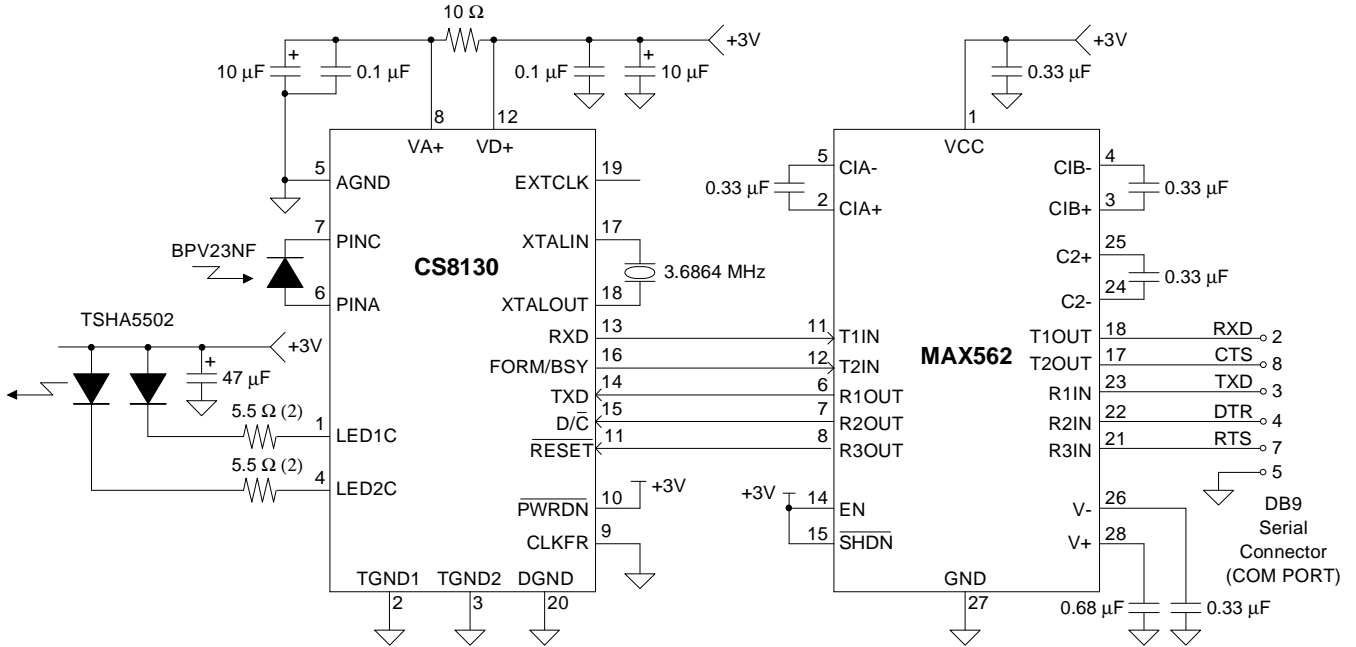 10 Ω
+3V
+3V
+
10 µF
0.1 µF
0.1 µF
+
10 µF
0.33 µF
8
12
1
VA+
VD+
VCC
5
AGND
EXTCLK
19
5
CIA-
CIB-
4
0.33 µF
0.33 µF
2
CIA+
CIB+
3
7
PINC
XTALIN
17
BPV23NF
CS8130
3.6864 MHz
C2+
25
0.33 µF
6
PINA
XTALOUT
18
C2-
24
TSHA5502
RXD
13
11
T1IN
MAX562
T1OUT
18
RXD
2
+3V
FORM/BSY
16
12
T2IN
T2OUT
17
CTS
8
+
47 µF
TXD
14
6
R1OUT
R1IN
23
TXD
3
5.5 Ω (2)
1
LED1C
D/C̅
15
7
R2OUT
R2IN
22
DTR
4
RESET
11
8
R3OUT
R3IN
21
RTS
7
5.5 Ω (2)
4
LED2C
5
+3V
+3V
PWRDN
10
14
EN
V-
26
DB9
Serial
Connector
(COM PORT)
CLKFR
9
15
SHDN
V+
28
TGND1
TGND2
DGND
GND
2
3
20
27
0.68 µF
0.33 µF